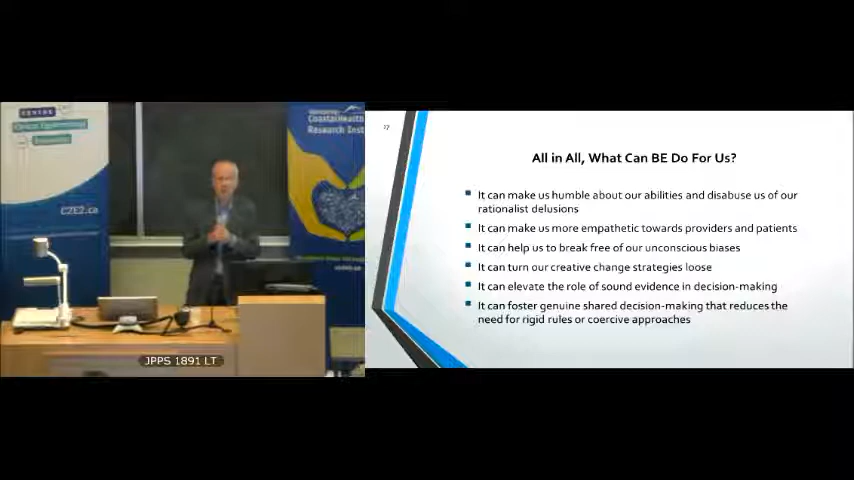 CENTRE
C2E2.ca
CoastalHealth
Research Inst
JPPS 1891 LT
17
All in All, What Can BE Do For Us?
It can make us humble about our abilities and disabuse us of our
rationalist delusions
It can make us more empathetic towards providers and patients
It can help us to break free of our unconscious biases
It can turn our creative change strategies loose
It can elevate the role of sound evidence in decision-making
It can foster genuine shared decision-making that reduces the
need for rigid rules or coercive approaches